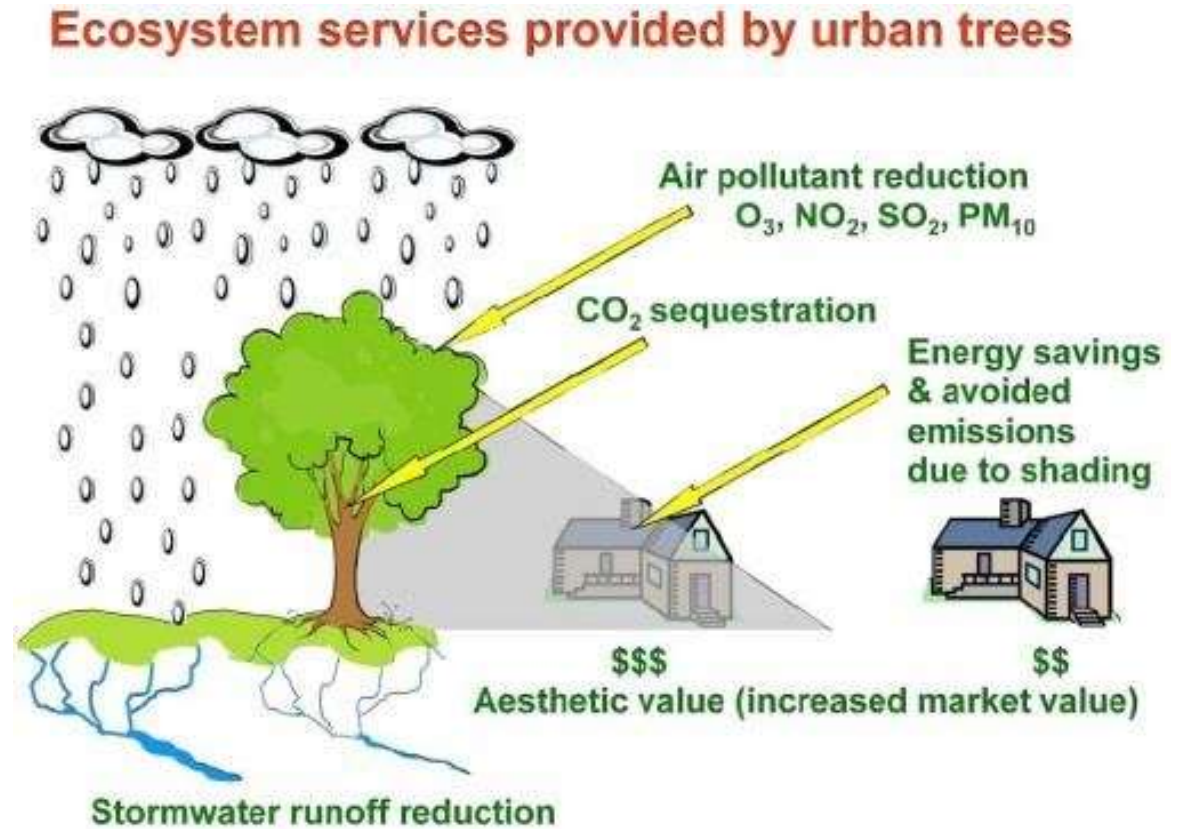 Ecosystem services provided by urban trees
Air pollutant reduction
O₃, NO₂, SO₂, PM₁₀
CO₂ sequestration
Energy savings
& avoided
emissions
due to shading
$$$
$$
Aesthetic value (increased market value)
Stormwater runoff reduction